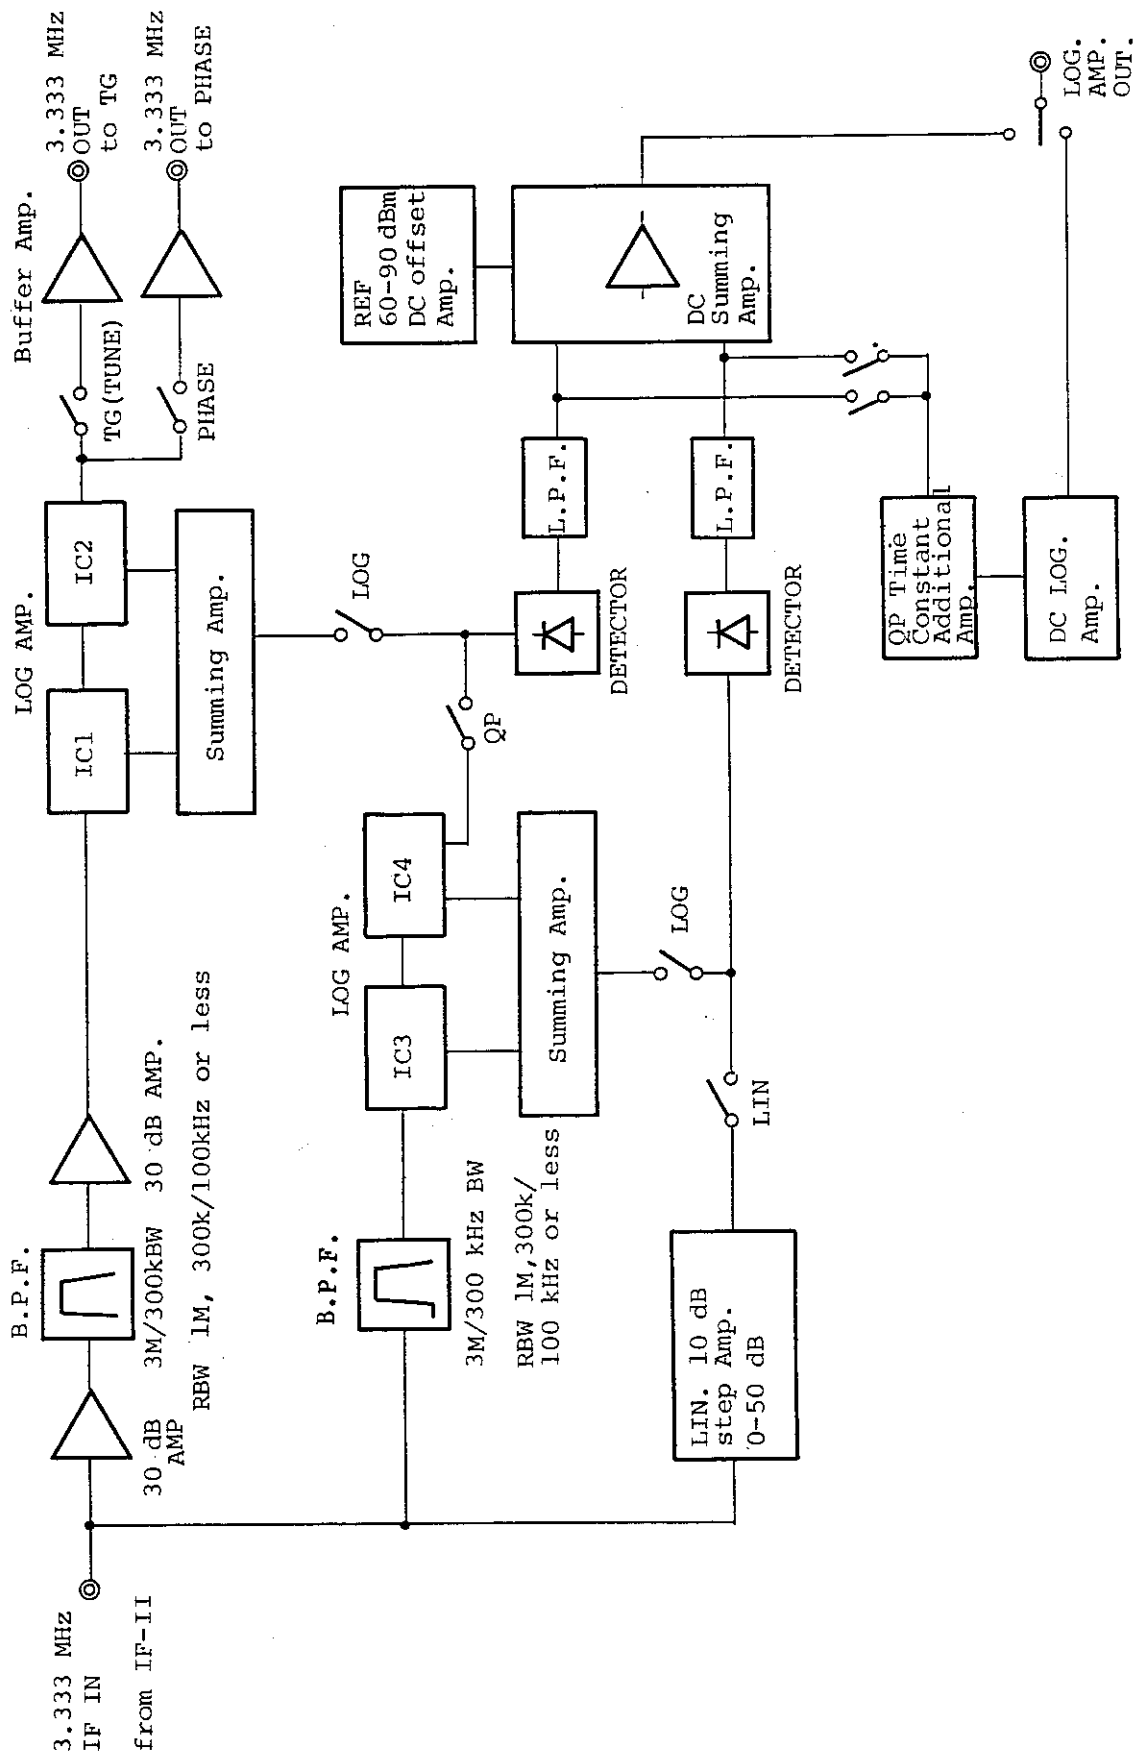 3.333 MHz
IF IN
from IF-II
30 dB
AMP
B.P.F.
3M/300kBW
30 dB AMP.
RBW 1M, 300k/100kHz or less
LOG AMP.
IC1
IC2
Summing Amp.
TG(TUNE)
PHASE
Buffer Amp.
3.333 MHz
OUT
to TG
3.333 MHz
OUT
to PHASE
B.P.F.
3M/300 kHz BW
RBW 1M,300k/
100 kHz or less
LOG AMP.
IC3
IC4
Summing Amp.
QP
LOG
DETECTOR
L.P.F.
REF
60-90 dBm
DC offset
Amp.
DC
Summing
Amp.
LIN. 10 dB
step Amp.
0-50 dB
LIN
LOG
DETECTOR
L.P.F.
QP Time
Constant
Additional
Amp.
DC LOG.
Amp.
LOG.
AMP.
OUT.